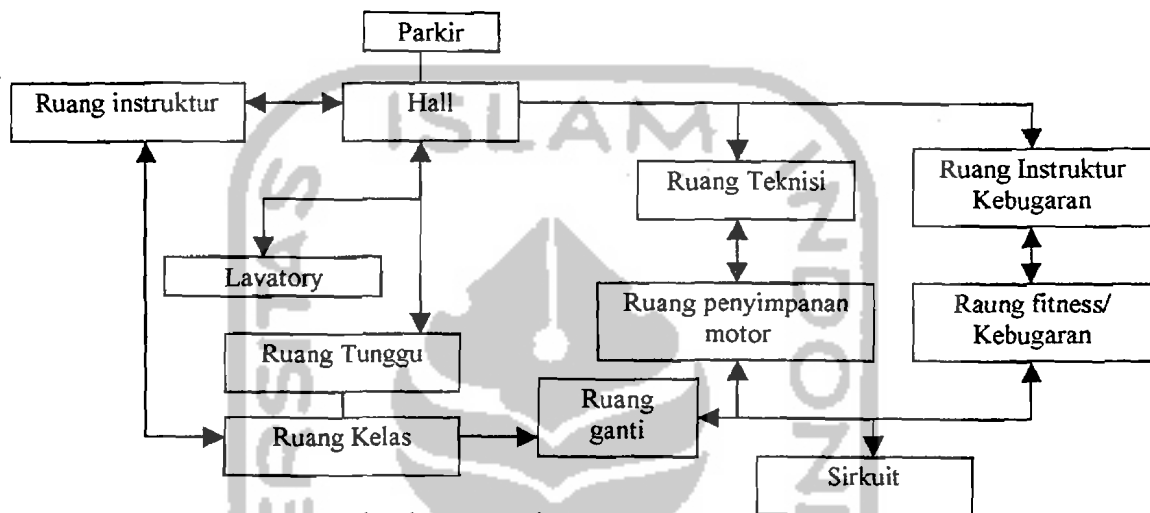 Parkir
Ruang instruktur
Hall
Ruang Teknisi
Ruang Instruktur
Kebugaran
Lavatory
Ruang penyimpanan
motor
Raung fitness/
Kebugaran
Ruang Tunggu
Ruang
ganti
Ruang Kelas
Sirkuit
ISLAM